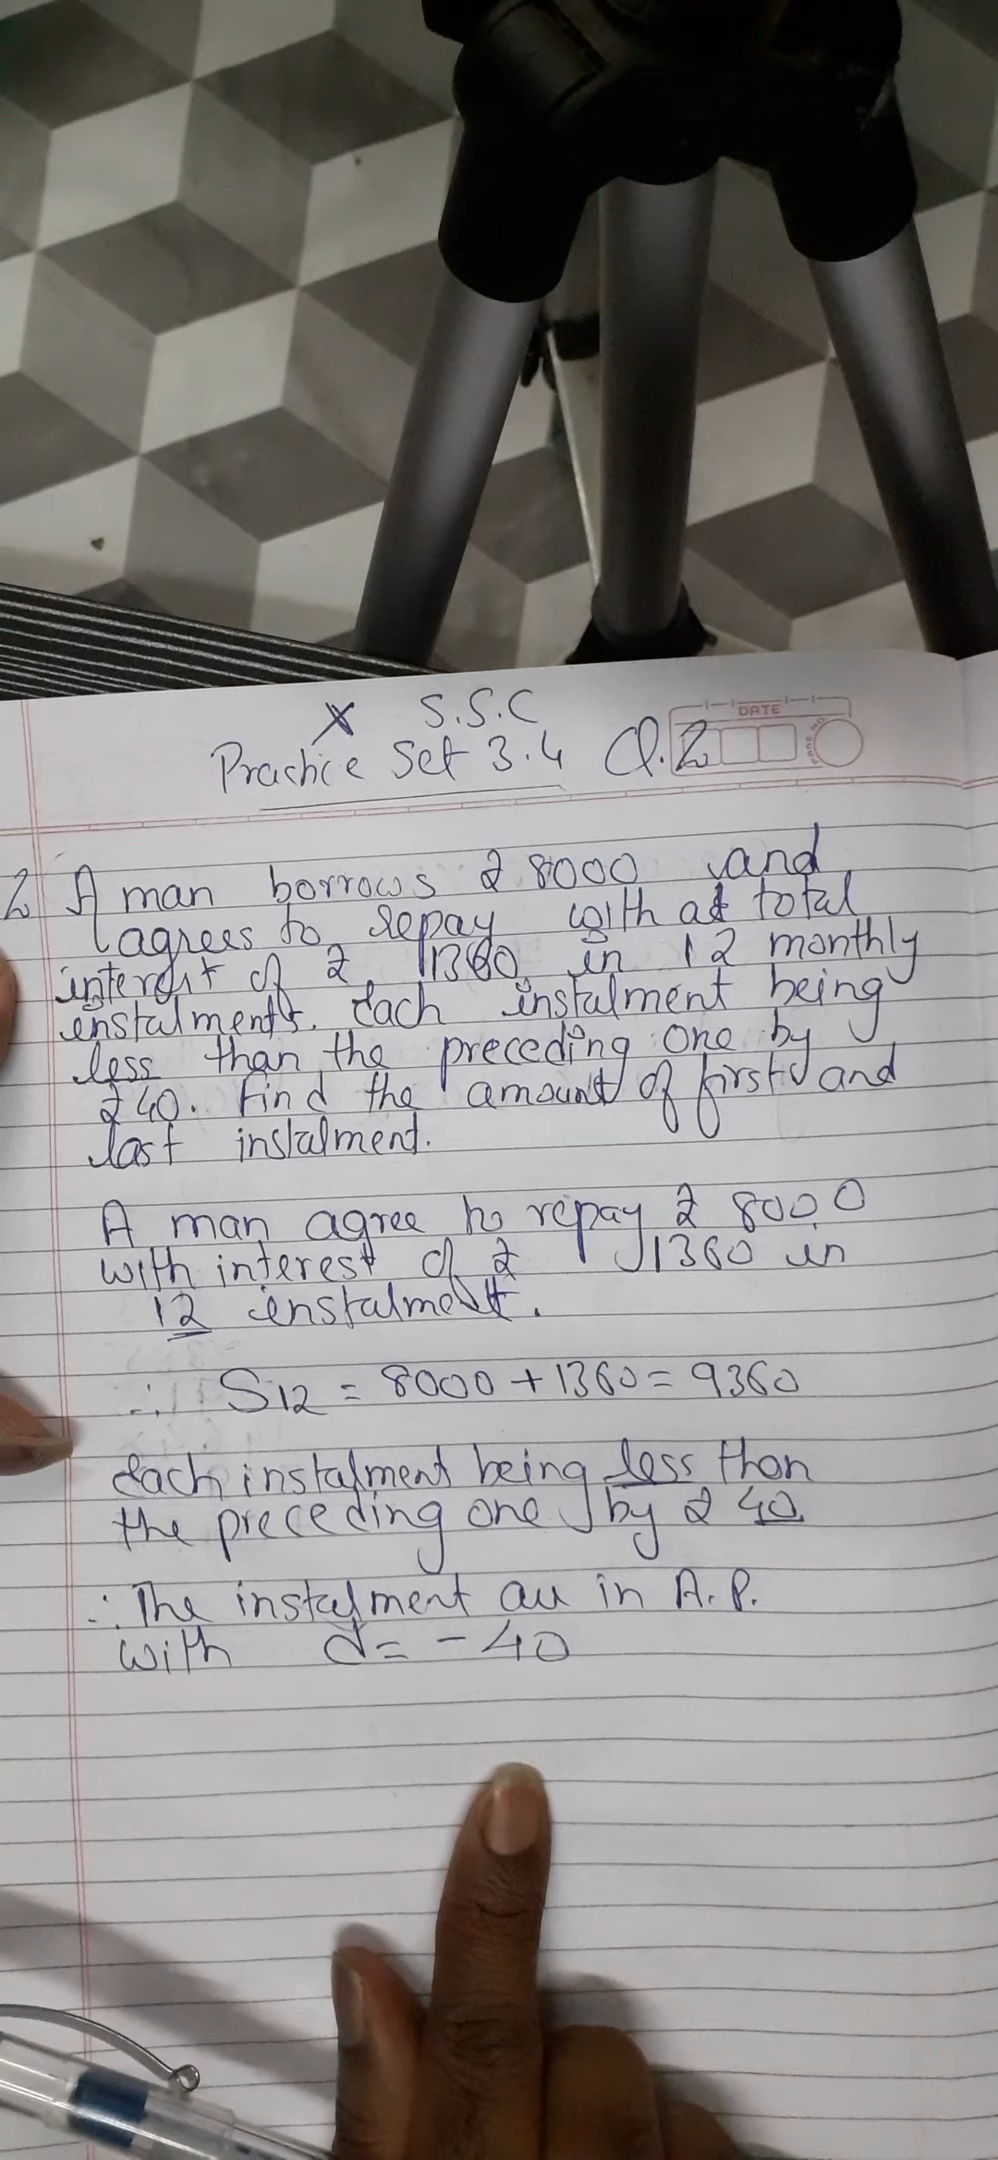 X S.S.C
DATE
Practice Set 3.4 Q.2
2 A man borrows ₹ 8000 and
agrees to repay with at total
interest of ₹ 1360 in 12 monthly
instalments. Each instalment being
less than the preceding one by
₹ 40. Find the amount of first and
last instalment.
A man agree to repay ₹ 8000
with interest of ₹ 1360 in
12 instalment.
∴ S12 = 8000 + 1360 = 9360
Each instalment being less than
the preceding one by ₹ 40
∴ The instalment are in A.P.
with d = - 40